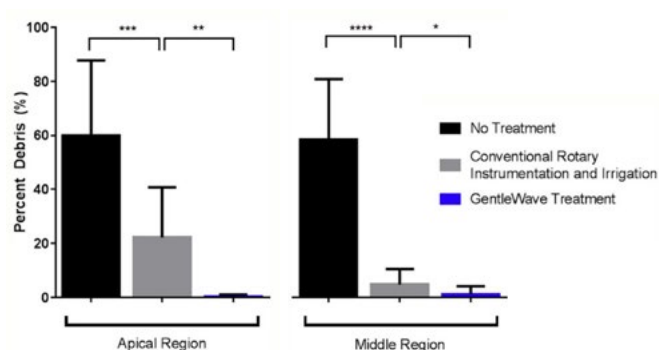 Percent Debris (%)
100
80
60
40
20
0
***
**
****
*
Apical Region
Middle Region
No Treatment
Conventional Rotary
Instrumentation and Irrigation
GentleWave Treatment